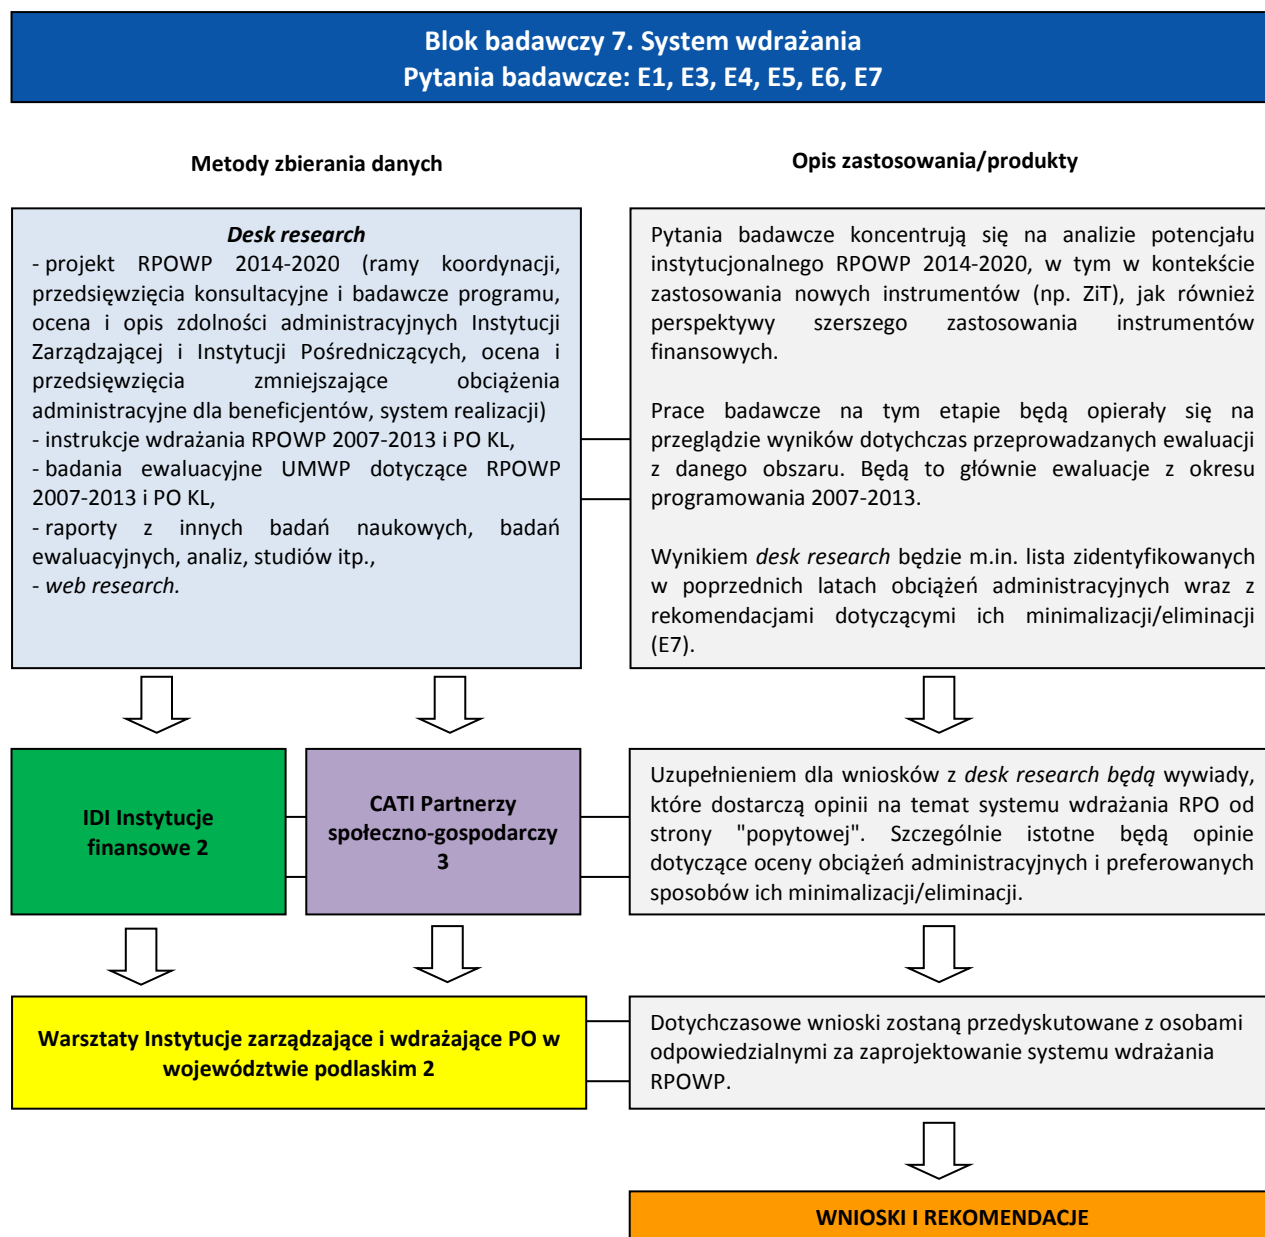 Blok badawczy 7. System wdrażania
Pytania badawcze: E1, E3, E4, E5, E6, E7
Metody zbierania danych
Opis zastosowania/produkty
Desk research
- projekt RPOWP 2014-2020 (ramy koordynacji,
przedsięwzięcia konsultacyjne i badawcze programu,
ocena i opis zdolności administracyjnych Instytucji
Zarządzającej i Instytucji Pośredniczących, ocena i
przedsięwzięcia zmniejszające obciążenia
administracyjne dla beneficjentów, system realizacji)
- instrukcje wdrażania RPOWP 2007-2013 i PO KL,
- badania ewaluacyjne UMWP dotyczące RPOWP
2007-2013 i PO KL,
- raporty z innych badań naukowych, badań
ewaluacyjnych, analiz, studiów itp.,
- web research.
Pytania badawcze koncentrują się na analizie potencjału
instytucjonalnego RPOWP 2014-2020, w tym w kontekście
zastosowania nowych instrumentów (np. ZiT), jak również
perspektywy szerszego zastosowania instrumentów
finansowych.
Prace badawcze na tym etapie będą opierały się na
przeglądzie wyników dotychczas przeprowadzanych ewaluacji
z danego obszaru. Będą to głównie ewaluacje z okresu
programowania 2007-2013.
Wynikiem desk research będzie m.in. lista zidentyfikowanych
w poprzednich latach obciążeń administracyjnych wraz z
rekomendacjami dotyczącymi ich minimalizacji/eliminacji
(E7).
IDI Instytucje
finansowe 2
CATI Partnerzy
społeczno-gospodarczy
3
Uzupełnieniem dla wniosków z desk research będą wywiady,
które dostarczą opinii na temat systemu wdrażania RPO od
strony "popytowej". Szczególnie istotne będą opinie
dotyczące oceny obciążeń administracyjnych i preferowanych
sposobów ich minimalizacji/eliminacji.
Warsztaty Instytucje zarządzające i wdrażające PO w
województwie podlaskim 2
Dotychczasowe wnioski zostaną przedyskutowane z osobami
odpowiedzialnymi za zaprojektowanie systemu wdrażania
RPOWP.
WNIOSKI I REKOMENDACJE